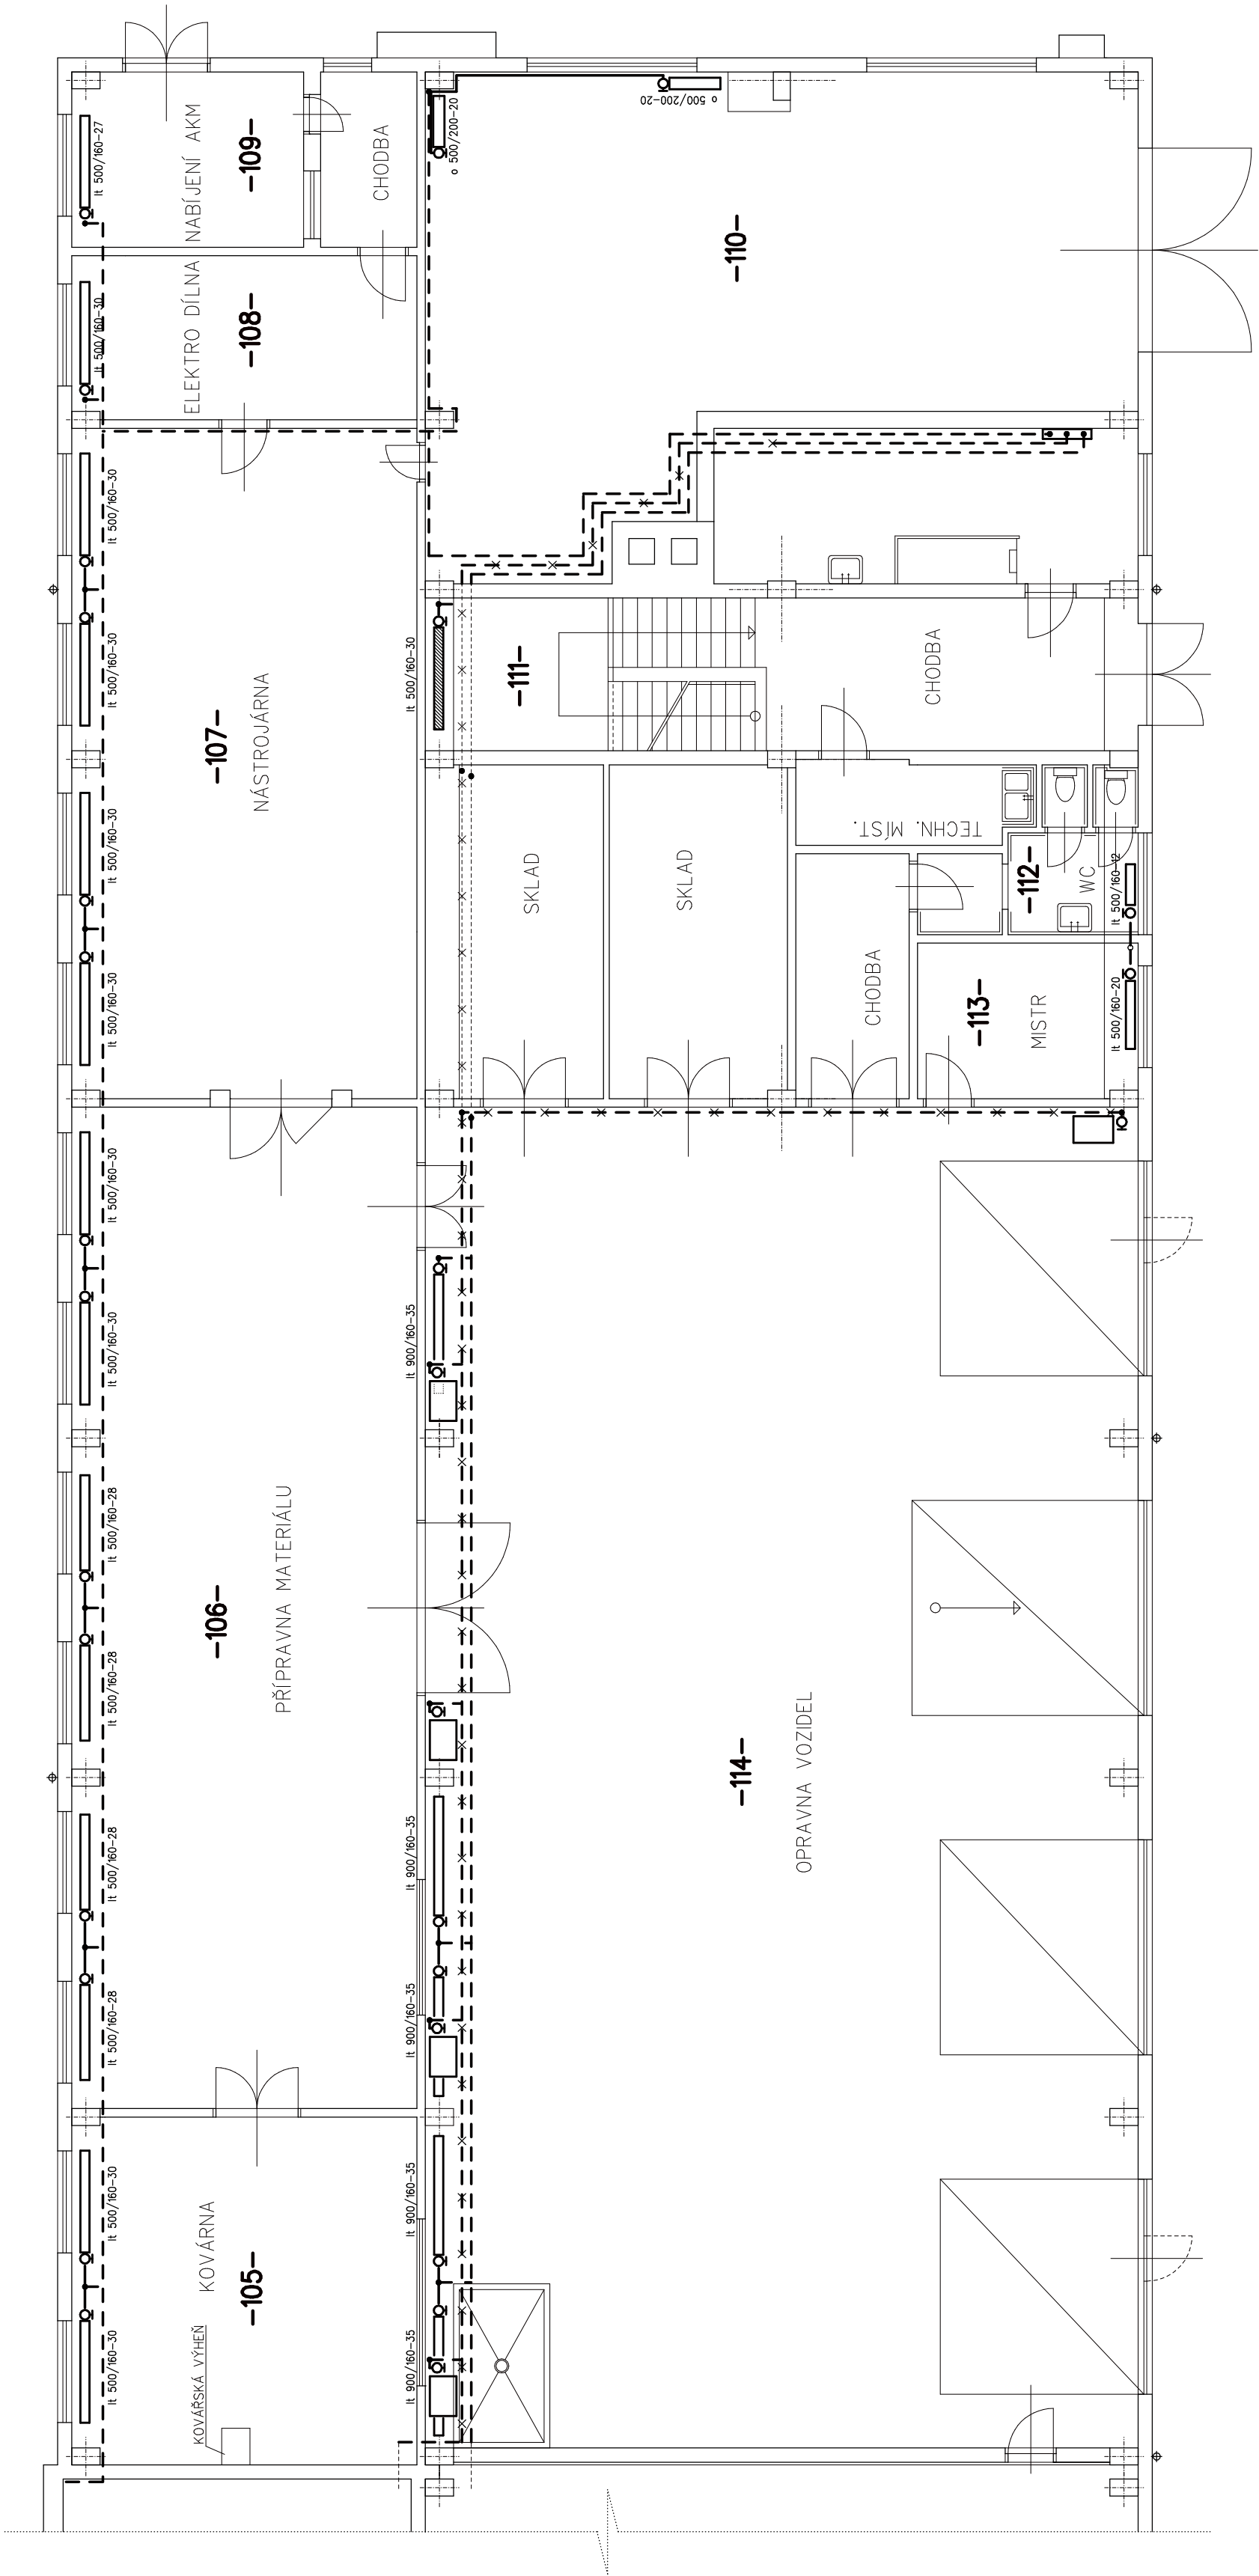 lt 500/160-27
NABÍJENÍ AKM
-109-
CHODBA
o 500/200-20
o 500/200-20
-110-
lt 500/160-30
ELEKTRO DÍLNA
-108-
lt 500/160-30
lt 500/160-30
-107-
NÁSTROJÁRNA
lt 500/160-30
lt 500/160-30
lt 500/160-30
-111-
CHODBA
SKLAD
SKLAD
TECHN. MÍST.
-112-
WC
lt 500/160-12
CHODBA
-113-
MISTR
lt 500/160-20
lt 500/160-30
lt 500/160-30
lt 900/160-35
lt 500/160-28
-106-
PŘÍPRAVNA MATERIÁLU
lt 500/160-28
-114-
OPRAVNA VOZIDEL
lt 500/160-28
lt 900/160-35
lt 500/160-28
lt 900/160-35
lt 500/160-30
KOVÁRNA
-105-
lt 900/160-35
lt 500/160-30
KOVÁŘSKÁ VÝHEŇ
lt 900/160-35